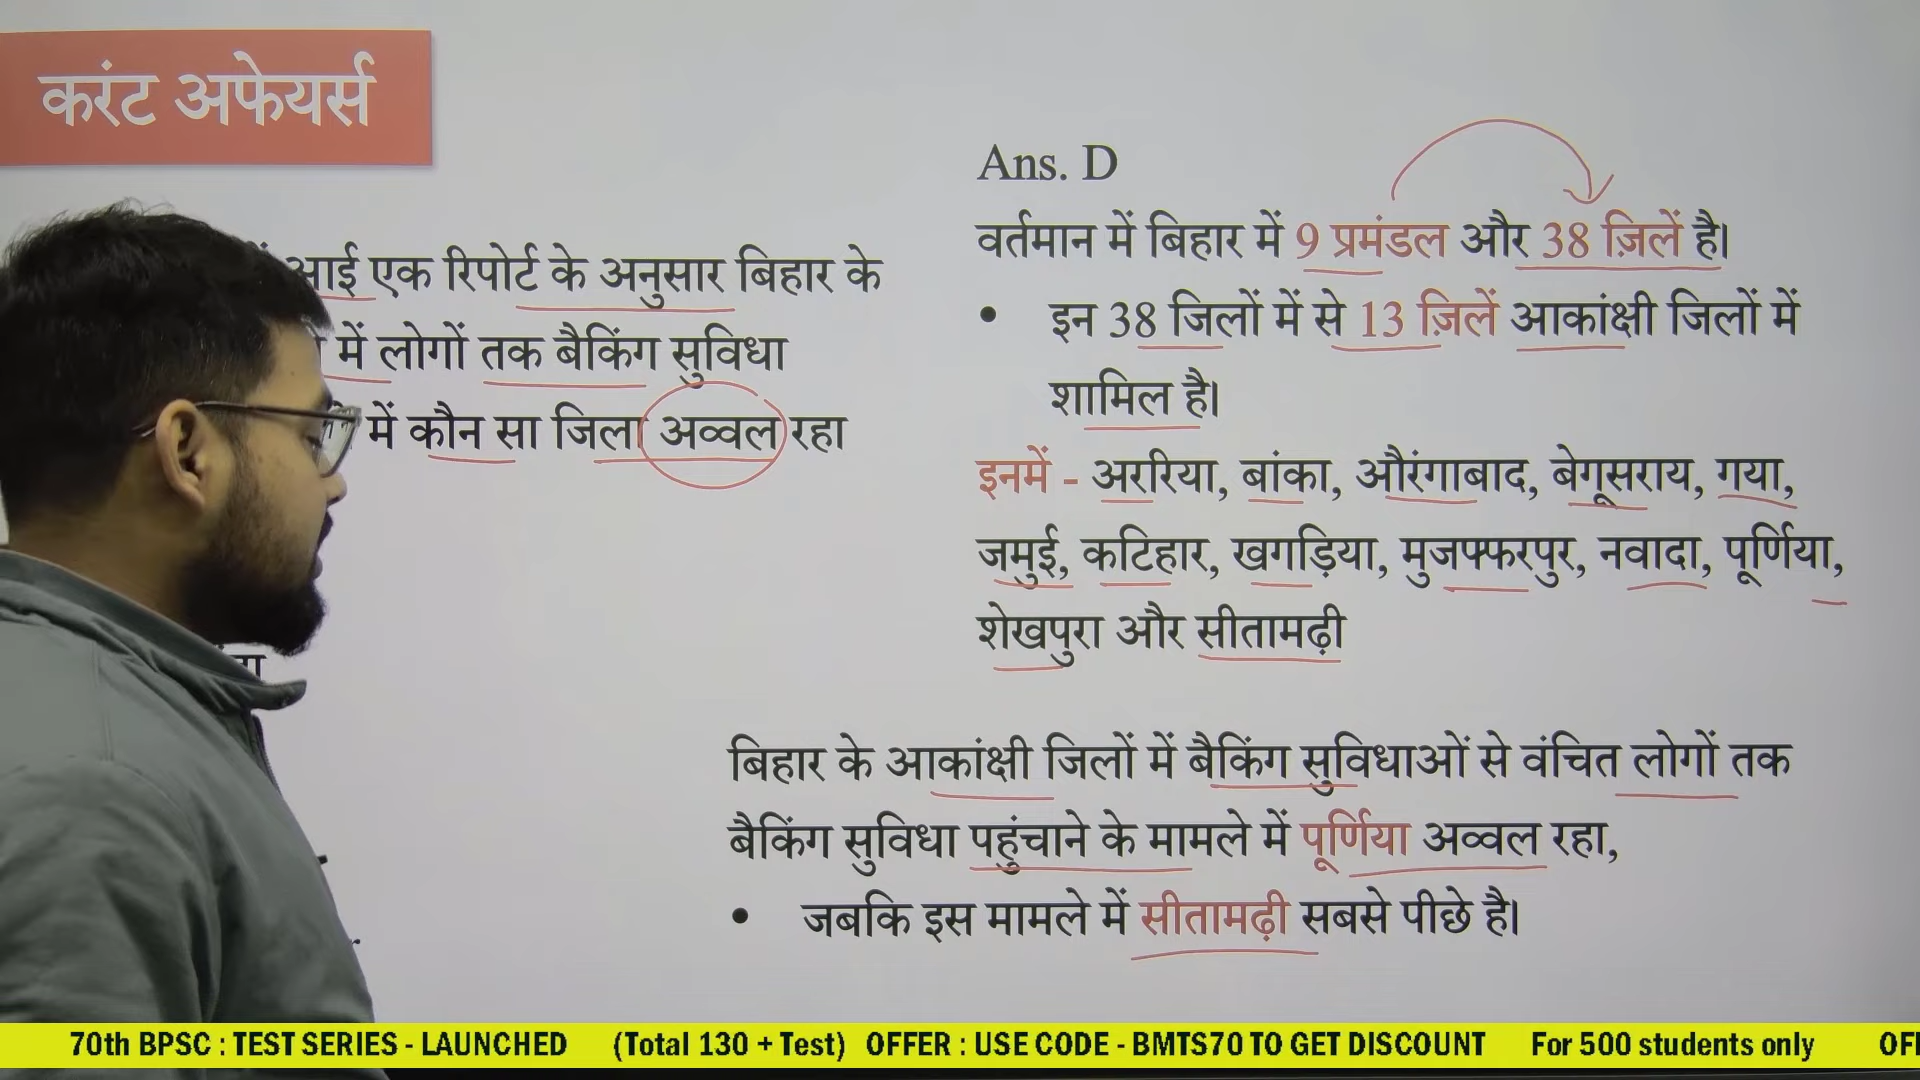 करंट अफेयर्स
आई एक रिपोर्ट के अनुसार बिहार के
में लोगों तक बैकिंग सुविधा
में कौन सा जिला अव्वल रहा
Ans. D
वर्तमान में बिहार में 9 प्रमंडल और 38 ज़िलें है।
• इन 38 जिलों में से 13 ज़िलें आकांक्षी जिलों में
शामिल है।
इनमें - अररिया, बांका, औरंगाबाद, बेगूसराय, गया,
जमुई, कटिहार, खगड़िया, मुजफ्फरपुर, नवादा, पूर्णिया,
शेखपुरा और सीतामढ़ी
बिहार के आकांक्षी जिलों में बैकिंग सुविधाओं से वंचित लोगों तक
बैकिंग सुविधा पहुंचाने के मामले में पूर्णिया अव्वल रहा,
• जबकि इस मामले में सीतामढ़ी सबसे पीछे है।
70th BPSC : TEST SERIES - LAUNCHED (Total 130 + Test) OFFER : USE CODE - BMTS70 TO GET DISCOUNT For 500 students only